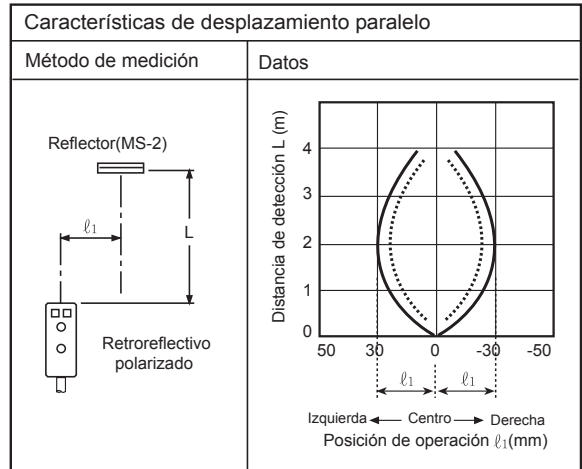 Características de desplazamiento paralelo
Método de medición
Datos
Reflector(MS-2)
ℓ1
L
Retroreflectivo
polarizado
Distancia de detección L (m)
4
3
2
1
0
50 30 0 -30 -50
ℓ1 ℓ1
Izquierda Centro Derecha
Posición de operación ℓ1(mm)